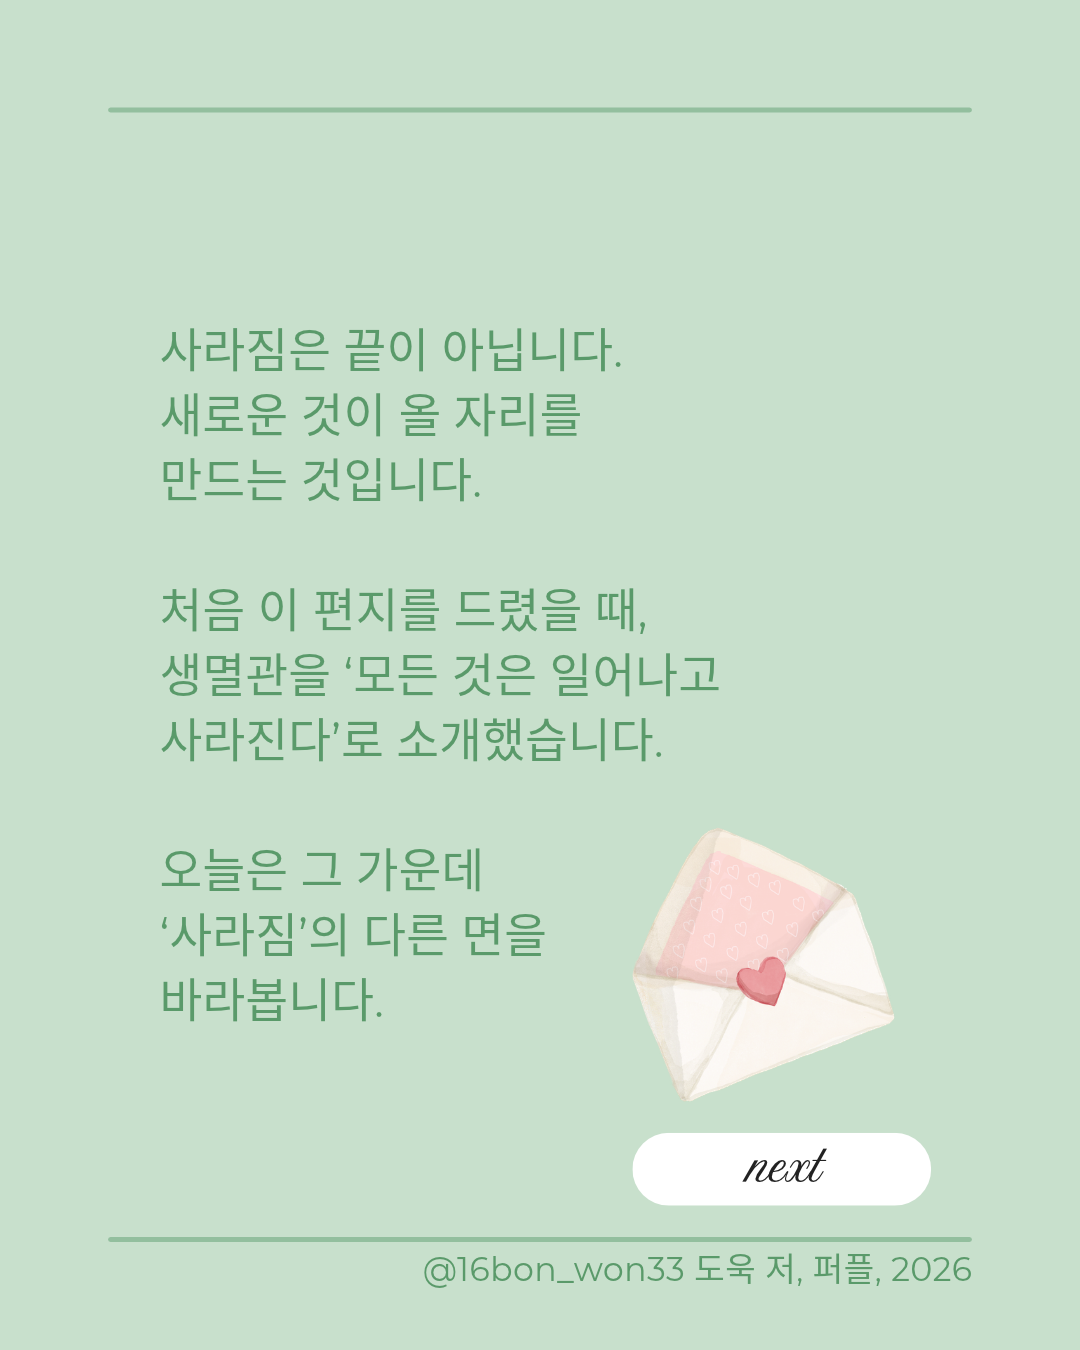 사라짐은 끝이 아닙니다.
새로운 것이 올 자리를
만드는 것입니다.
처음 이 편지를 드렸을 때,
생멸관을 ‘모든 것은 일어나고
사라진다’로 소개했습니다.
오늘은 그 가운데
‘사라짐’의 다른 면을
바라봅니다.
next
@16bon_won33 도욱 저, 퍼플, 2026